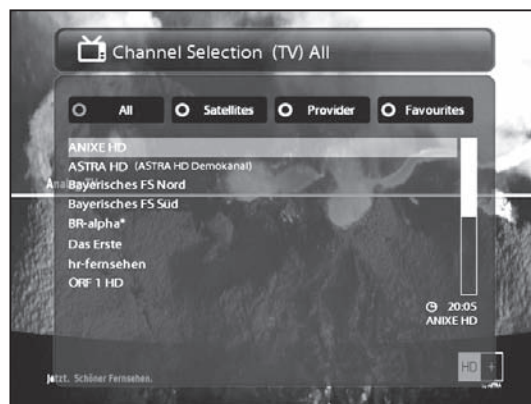 Channel Selection (TV) All
All Satellites Provider Favourites
ANIXE HD
ASTRA HD (ASTRA HD Demokanal)
Bayerisches FS Nord
Bayerisches FS Süd
BR-alpha*
Das Erste
hr-fernsehen
ORF 1 HD
20:05
ANIXE HD
HD +
Jetzt. Schöner Fernsehen.